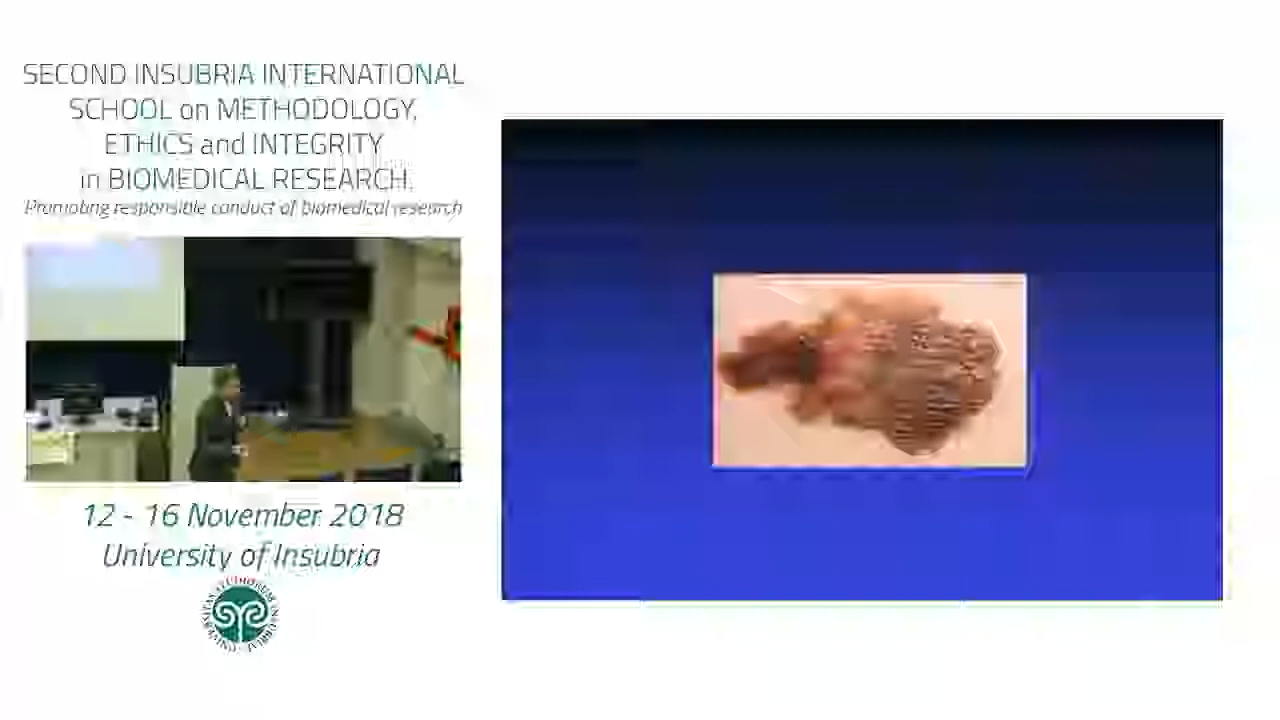 SECOND INSUBRIA INTERNATIONAL
SCHOOL on METHODOLOGY,
ETHICS and INTEGRITY
in BIOMEDICAL RESEARCH.
Promoting responsible conduct of biomedical research
12 - 16 November 2018
University of Insubria